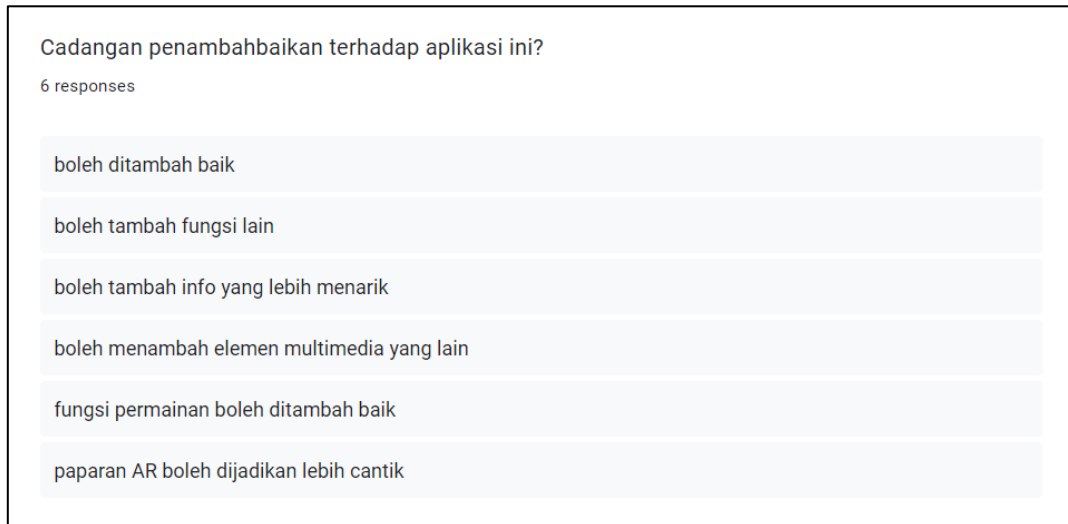 Cadangan penambahbaikan terhadap aplikasi ini?
6 responses
boleh ditambah baik
boleh tambah fungsi lain
boleh tambah info yang lebih menarik
boleh menambah elemen multimedia yang lain
fungsi permainan boleh ditambah baik
paparan AR boleh dijadikan lebih cantik